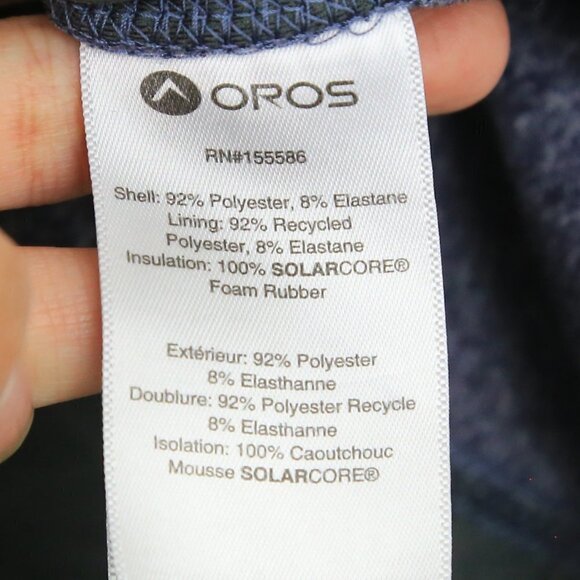 OROS
RN#155586
Shell: 92% Polyester, 8% Elastane
Lining: 92% Recycled
Polyester, 8% Elastane
Insulation: 100% SOLARCORE®
Foam Rubber
Extérieur: 92% Polyester
8% Elasthanne
Doublure: 92% Polyester Recycle
8% Elasthanne
Isolation: 100% Caoutchouc
Mousse SOLARCORE®